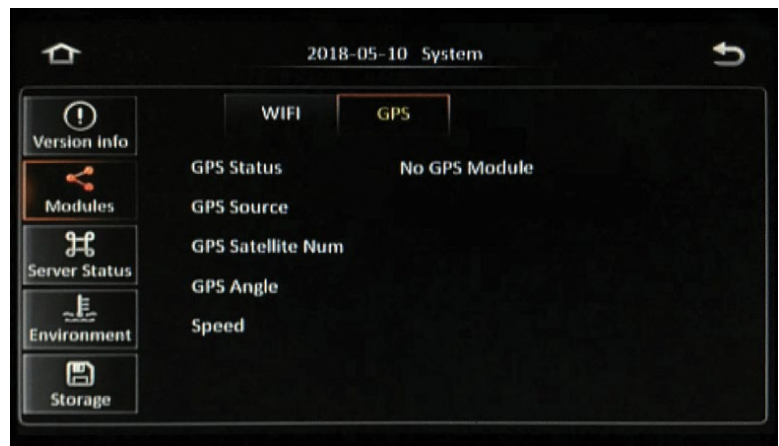 2018-05-10 System
WIFI
GPS
Version info
Modules
Server Status
Environment
Storage
GPS Status No GPS Module
GPS Source
GPS Satellite Num
GPS Angle
Speed